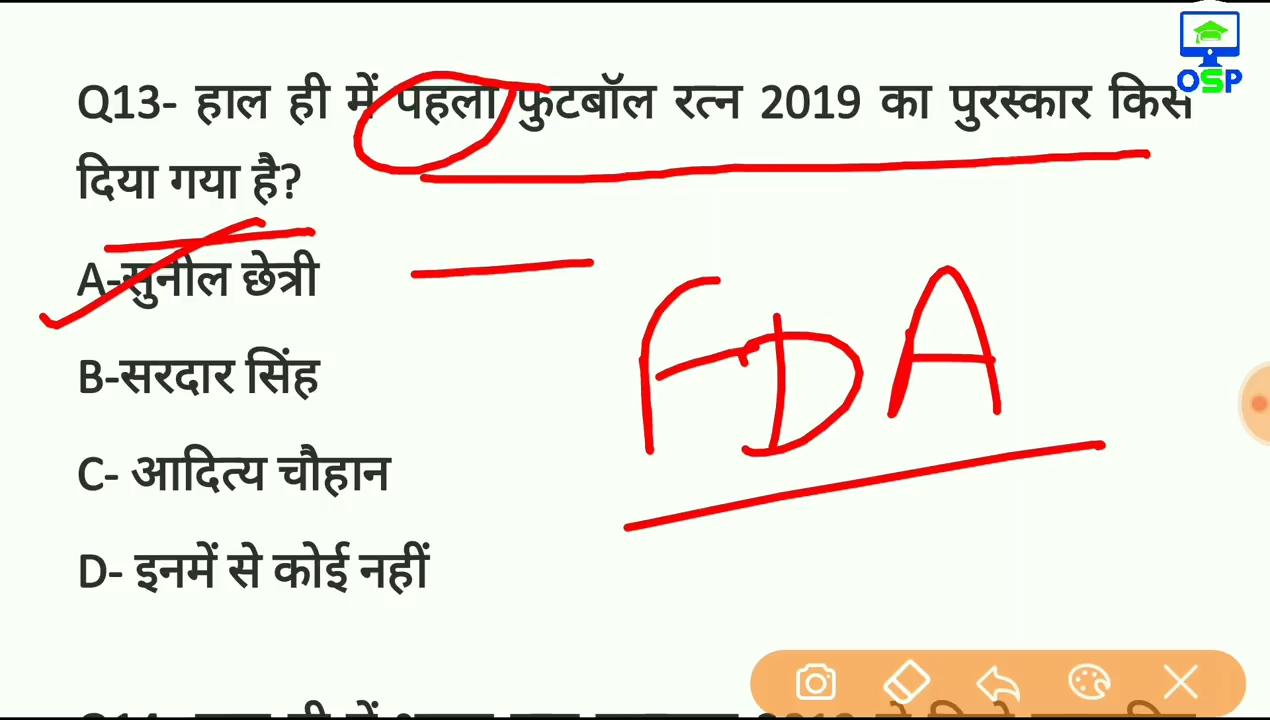 OSP
Q13- हाल ही में पहला फुटबॉल रत्न 2019 का पुरस्कार किसे
दिया गया है?
A-सुनील छेत्री
FDA
B-सरदार सिंह
C- आदित्य चौहान
D- इनमें से कोई नहीं